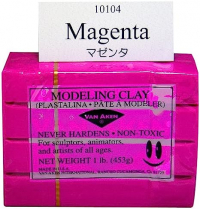 10104
Magenta
マゼンタ
MODELING CLAY
(PLASTALINA • PÂTE A MODELER)
VAN AKEN
NEVER HARDENS • NON-TOXIC
For sculptors, animators,
and artists of all ages.
NET WEIGHT 1 lb. (453g)